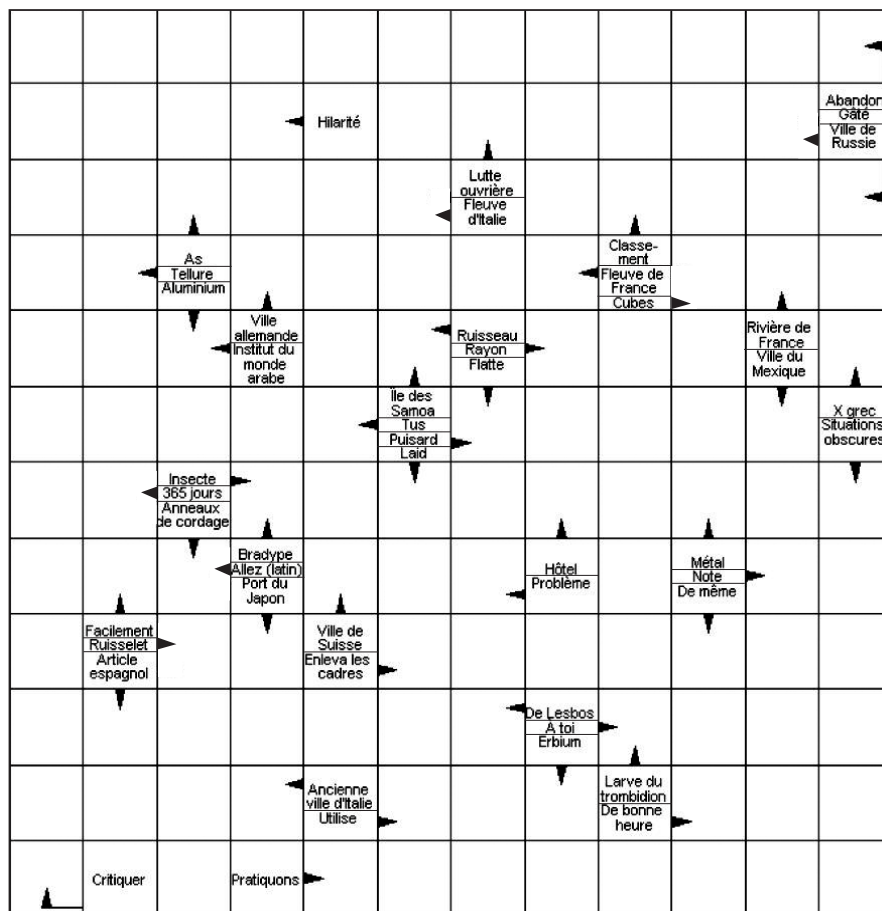 Hilarité
Abandon
Gâté
Ville de
Russie
Lutte
ouvrière
Fleuve
d'Italie
As
Tellure
Aluminium
Classe-
ment
Fleuve de
France
Cubes
Ville
allemande
Institut du
monde
arabe
Ruisseau
Rayon
Flatte
Rivière de
France
Ville du
Mexique
Île des
Samoa
Tus
Puisard
Laid
X grec
Situations
obscures
Insecte
365 jours
Anneaux
de cordage
Bradype
Allez (latin)
Port du
Japon
Hôtel
Problème
Métal
Note
De même
Facilement
Ruisselet
Article
espagnol
Ville de
Suisse
Enleva les
cadres
De Lesbos
À toi
Erbium
Ancienne
ville d'Italie
Utilise
Larve du
trombidion
De bonne
heure
Critiquer
Pratiquons